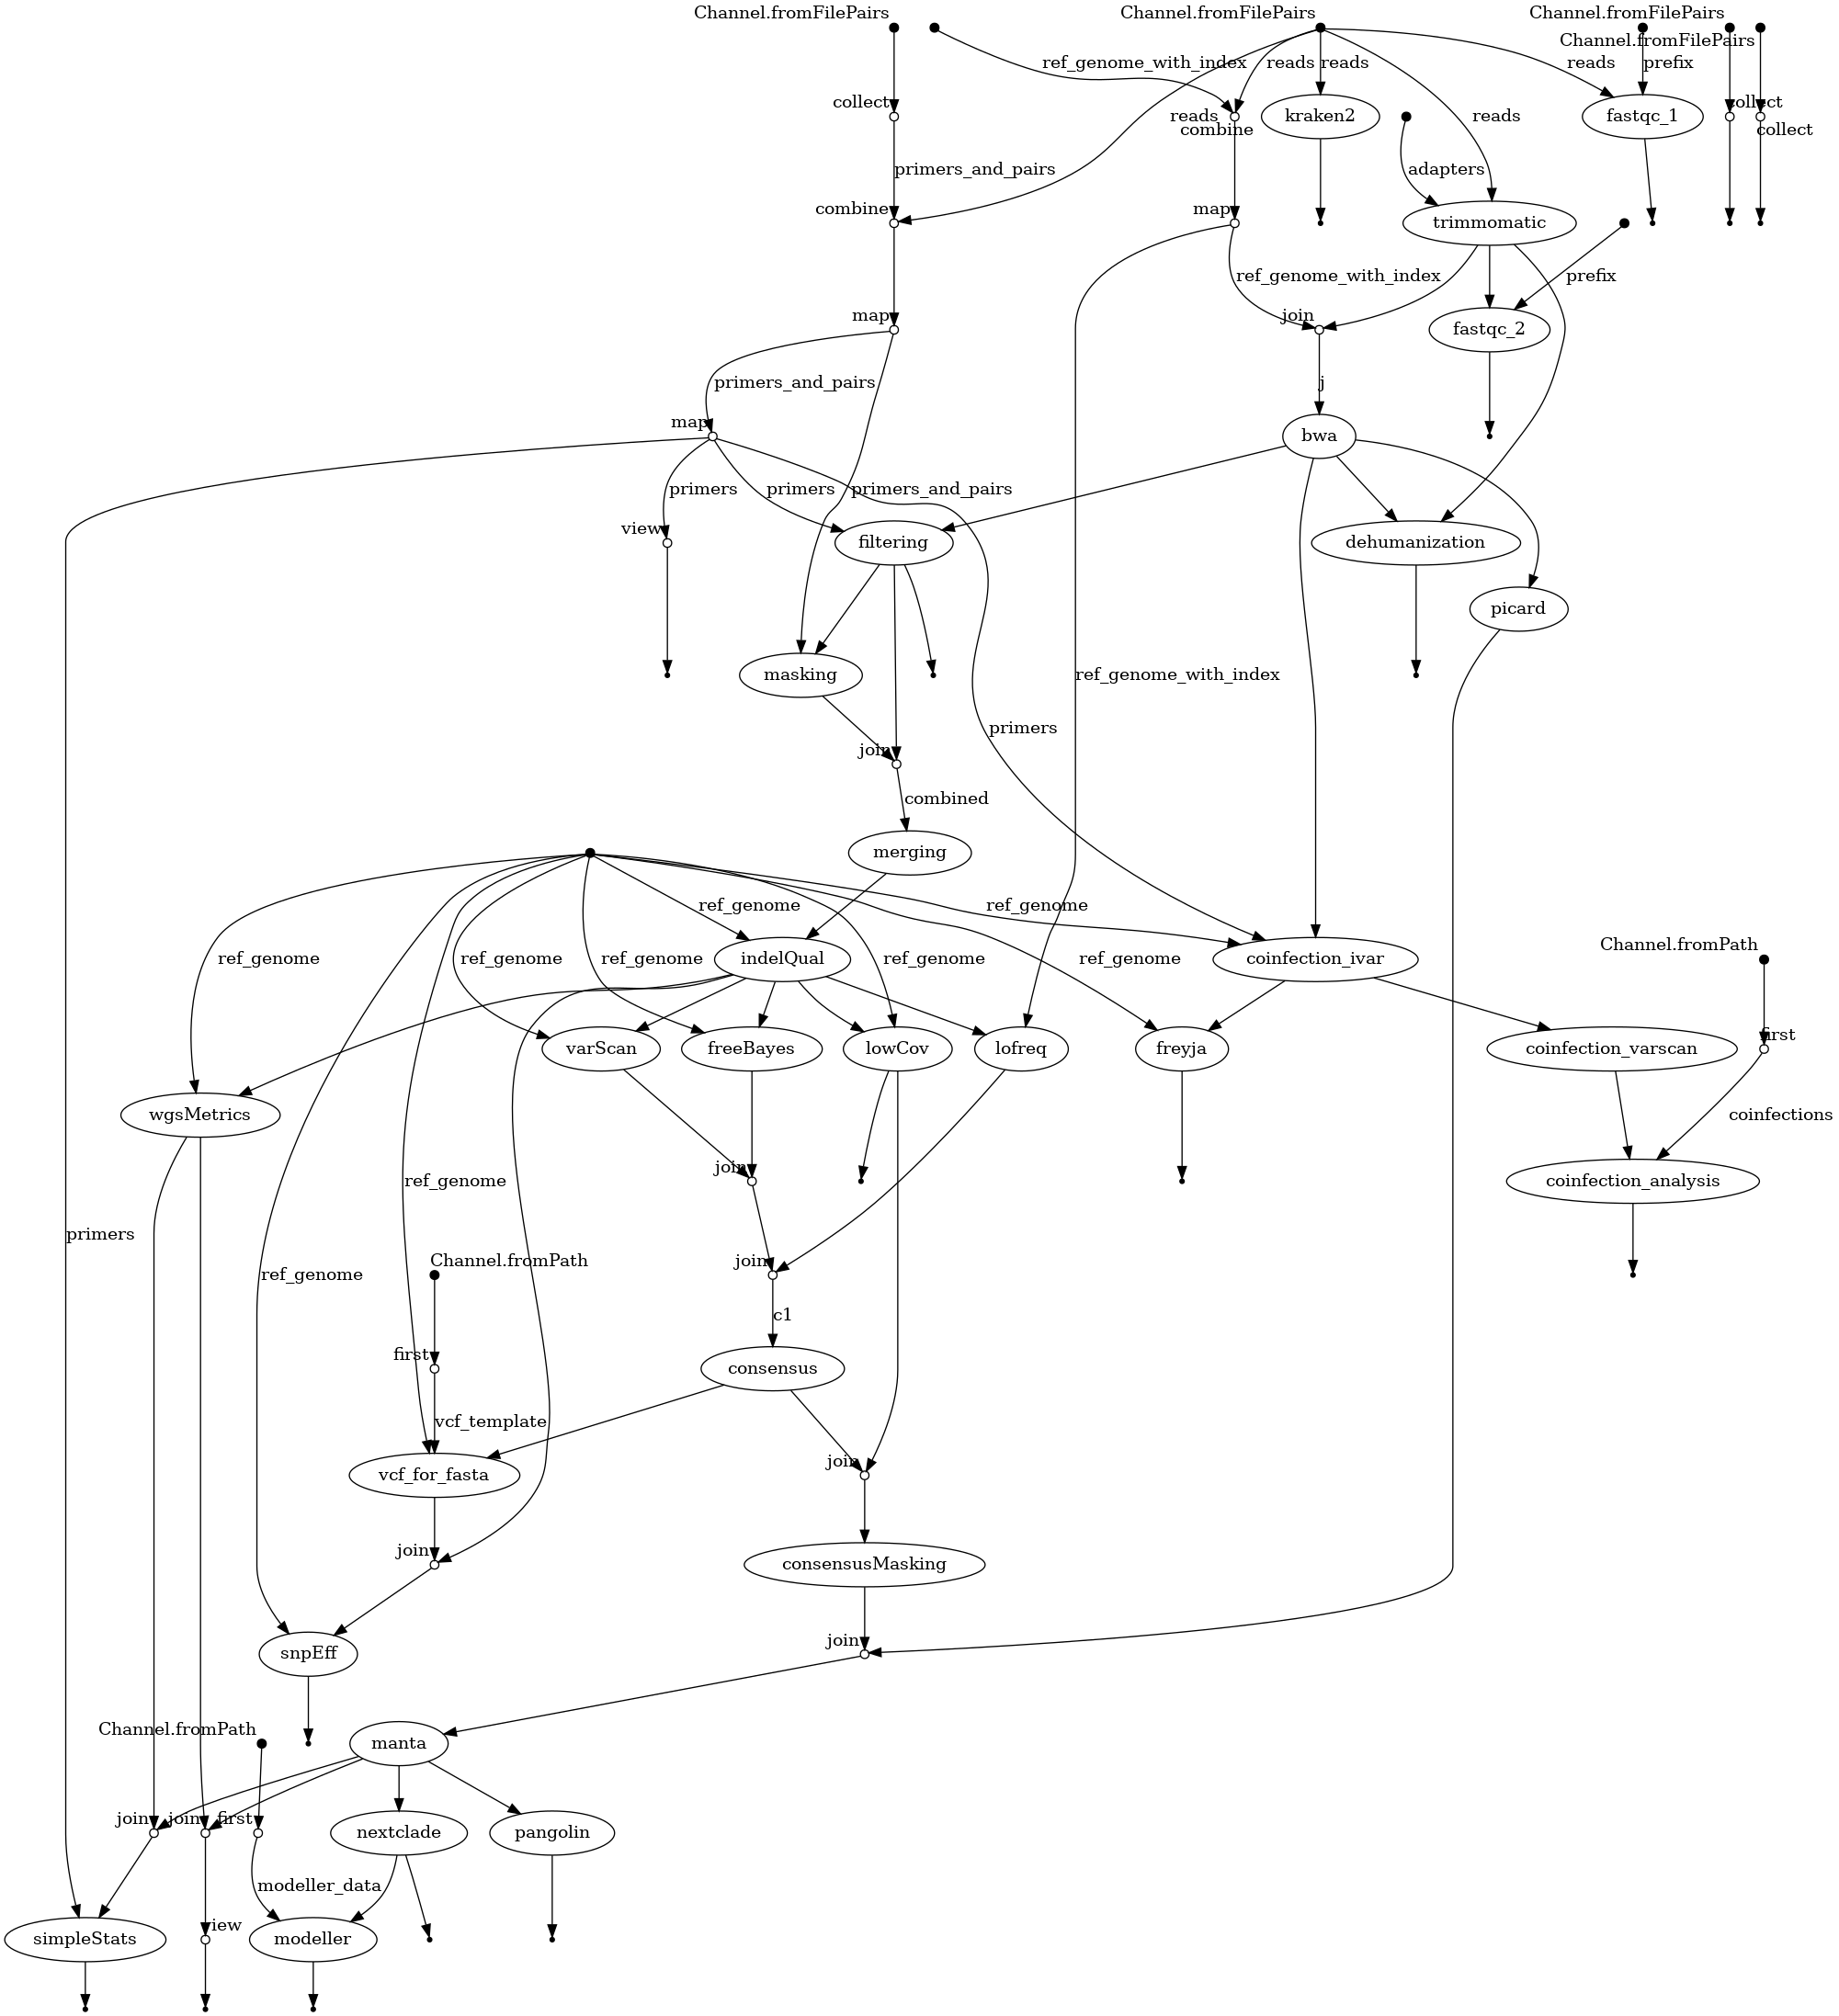 Channel.fromFilePairs
Channel.fromFilePairs
Channel.fromFilePairs
Channel.fromFilePairs
ref_genome_with_index
reads
reads
reads
prefix
collect
combine
kraken2
fastqc_1
collect
collect
reads
reads
primers_and_pairs
adapters
combine
map
trimmomatic
ref_genome_with_index
prefix
map
join
fastqc_2
primers_and_pairs
j
map
bwa
primers
primers
primers_and_pairs
view
filtering
dehumanization
picard
masking
ref_genome_with_index
primers
join
combined
merging
ref_genome
ref_genome
Channel.fromPath
ref_genome
ref_genome
ref_genome
indelQual
ref_genome
ref_genome
coinfection_ivar
first
varScan
freeBayes
lowCov
lofreq
freyja
coinfection_varscan
wgsMetrics
coinfections
join
ref_genome
coinfection_analysis
primers
Channel.fromPath
join
ref_genome
c1
first
consensus
vcf_template
join
vcf_for_fasta
join
consensusMasking
join
snpEff
Channel.fromPath
manta
join
join
first
nextclade
pangolin
modeller_data
iew
simpleStats
modeller